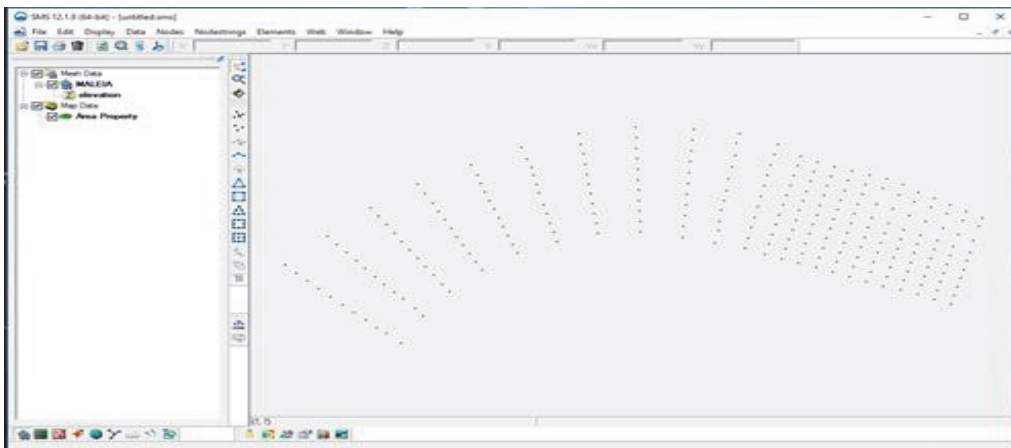 SMS 12.1.9 (64-bit) - [untitled.sms]
File Edit Display Data Nodes Nodestrings Elements Web Window Help
Mesh Data
MALEIA
elevation
Map Data
Area Property